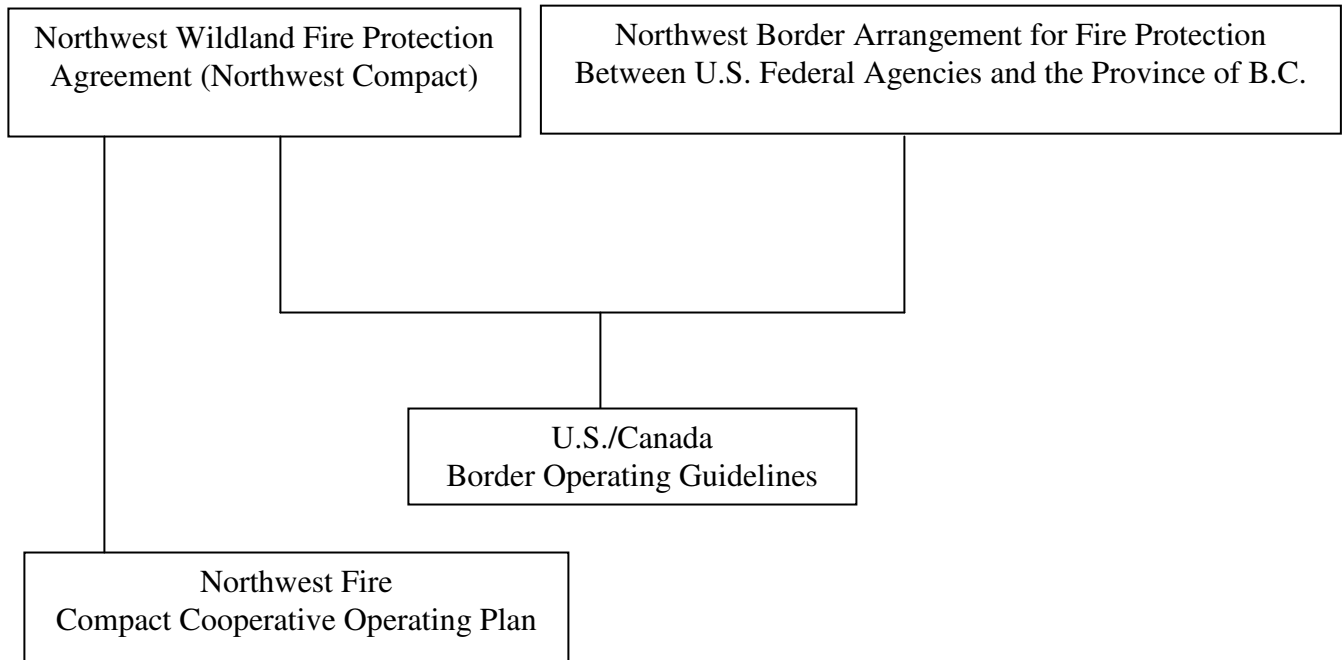 Northwest Wildland Fire Protection
Agreement (Northwest Compact)
Northwest Border Arrangement for Fire Protection
Between U.S. Federal Agencies and the Province of B.C.
U.S./Canada
Border Operating Guidelines
Northwest Fire
Compact Cooperative Operating Plan